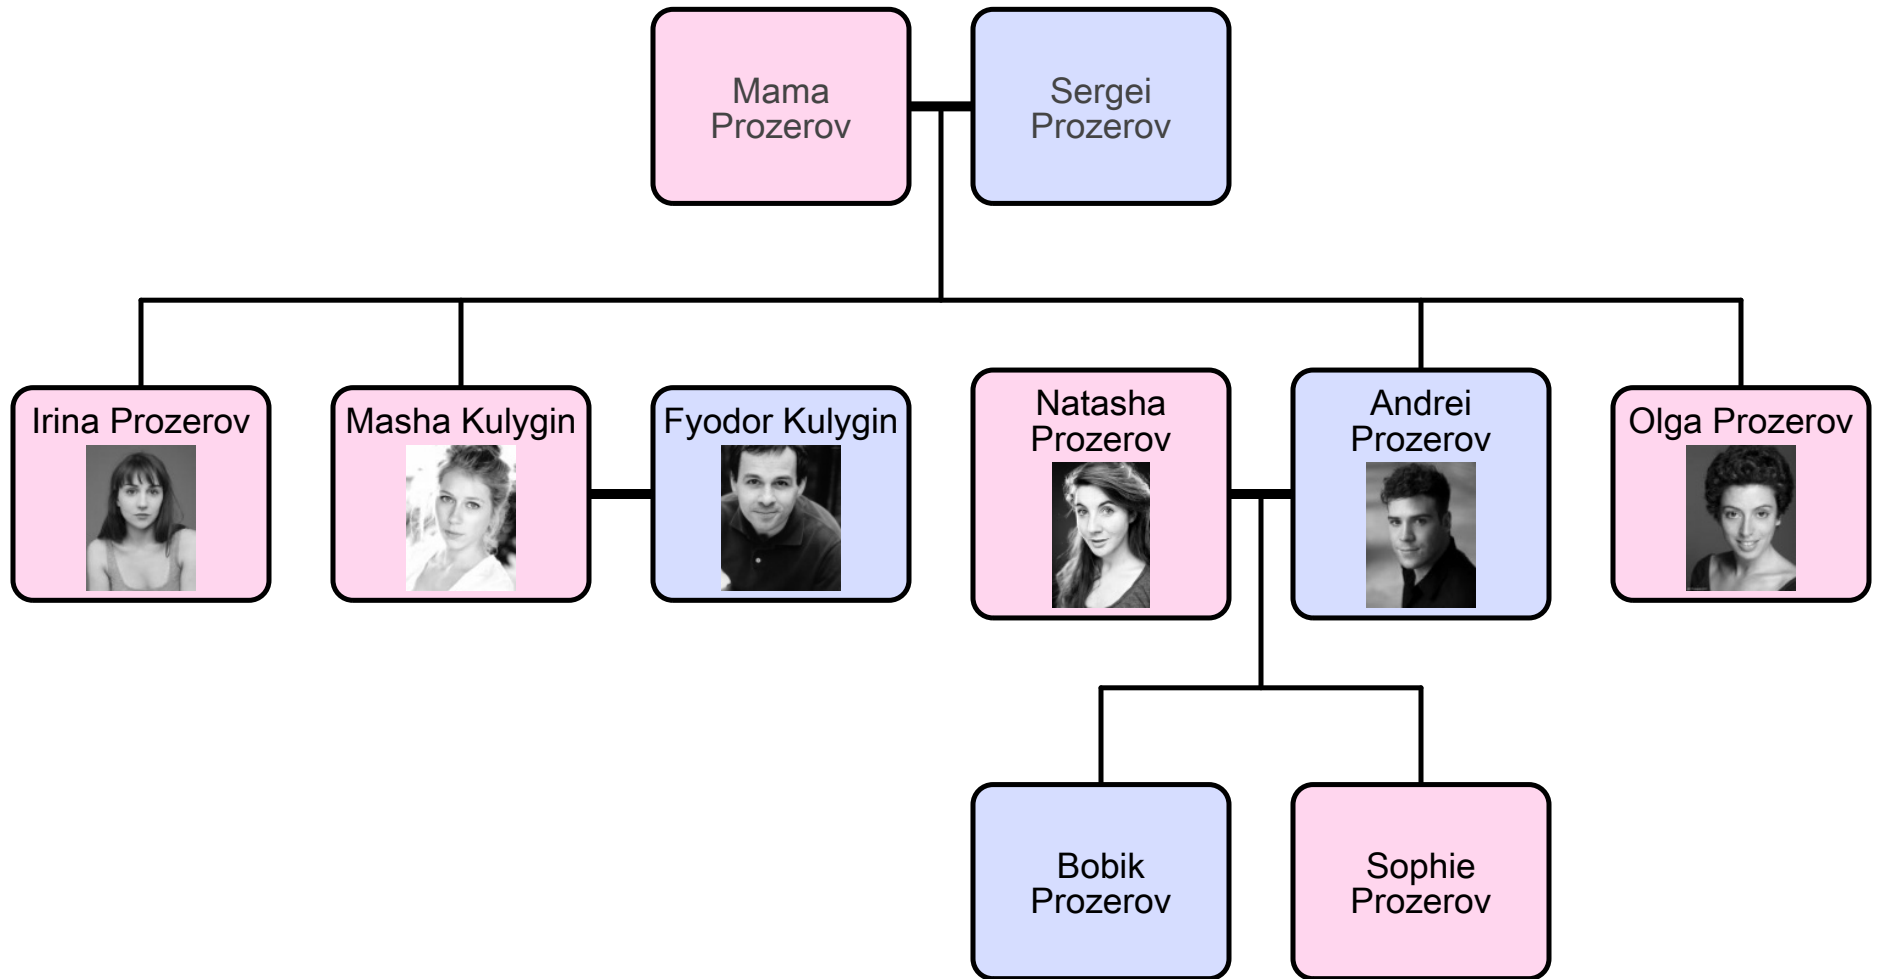 Mama
Prozerov
Sergei
Prozerov
Irina Prozerov
Masha Kulygin
Fyodor Kulygin
Natasha
Prozerov
Andrei
Prozerov
Olga Prozerov
Bobik
Prozerov
Sophie
Prozerov